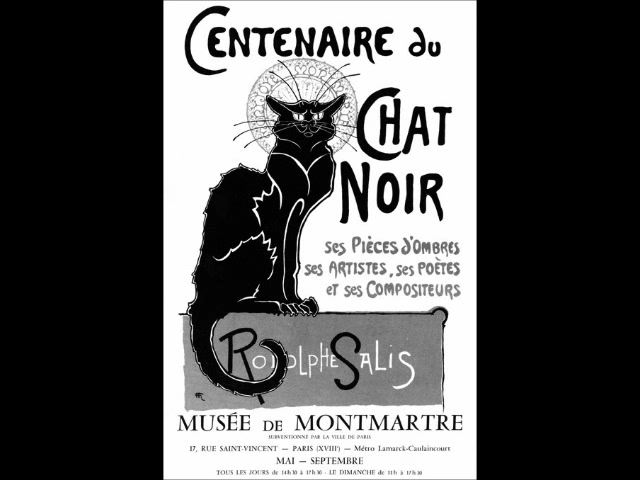 CENTENAIRE du
CHAT
NOIR
ses PIÈCES d'OMBRES
ses ARTISTES, ses POÈTES
et ses COMPOSITEURS
RODOLPHE SALIS
MUSÉE DE MONTMARTRE
SUBVENTIONNÉ PAR LA VILLE DE PARIS
17, RUE SAINT-VINCENT — PARIS (XVIIIe) — Métro Lamarck-Caulaincourt
MAI — SEPTEMBRE
TOUS LES JOURS de 14h30 à 17h30 - LE DIMANCHE de 11h à 17h30